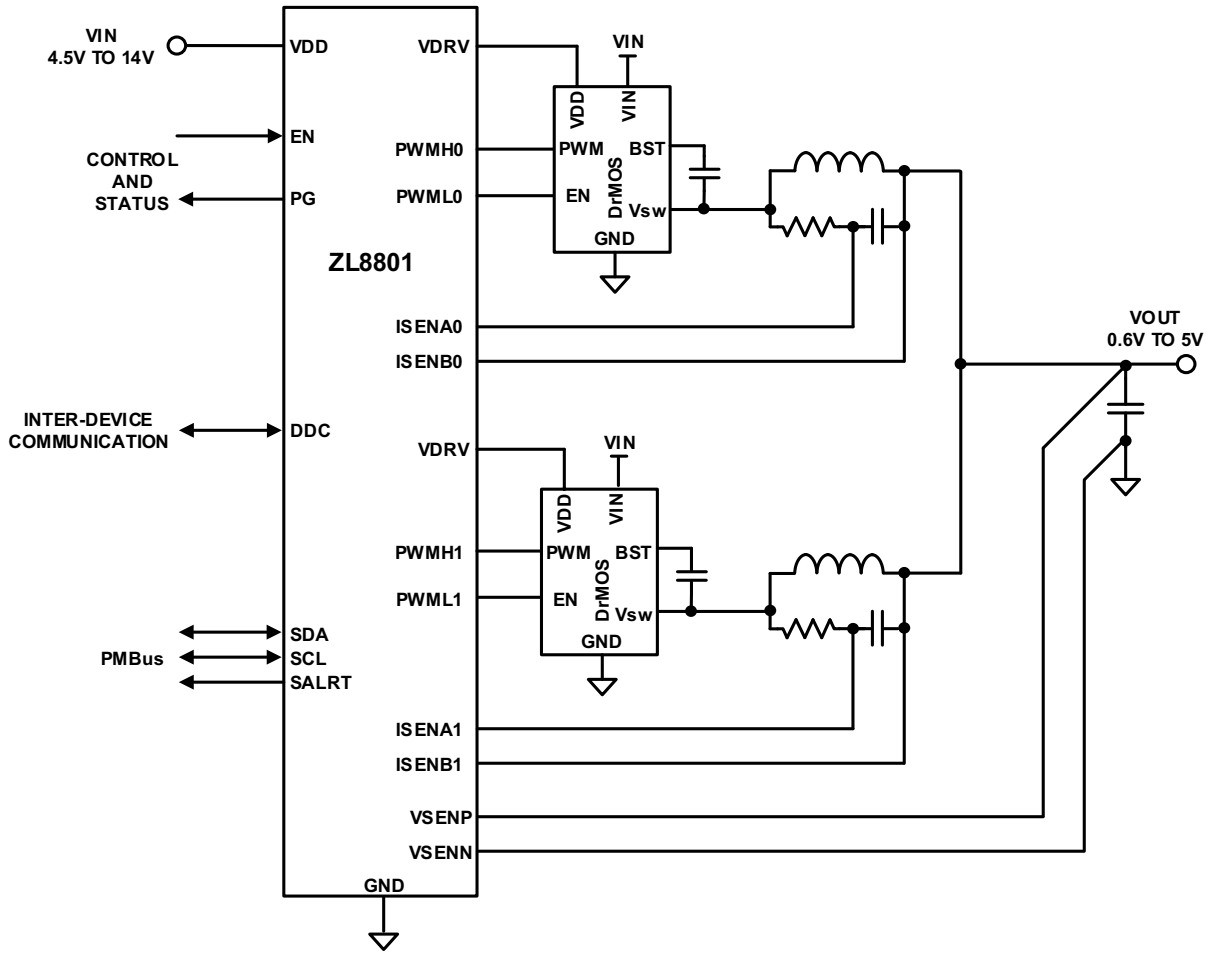 VIN
4.5V TO 14V
VDD
EN
CONTROL
AND
STATUS
PG
ZL8801
INTER-DEVICE
COMMUNICATION
DDC
PMBus
SDA
SCL
SALRT
GND
VDRV
PWMH0
PWML0
ISENA0
ISENB0
VDRV
PWMH1
PWML1
ISENA1
ISENB1
VSENP
VSENN
VIN
VDD
VIN
PWM
BST
EN
DrMOS
Vsw
GND
VIN
VDD
VIN
PWM
BST
EN
DrMOS
Vsw
GND
VOUT
0.6V TO 5V